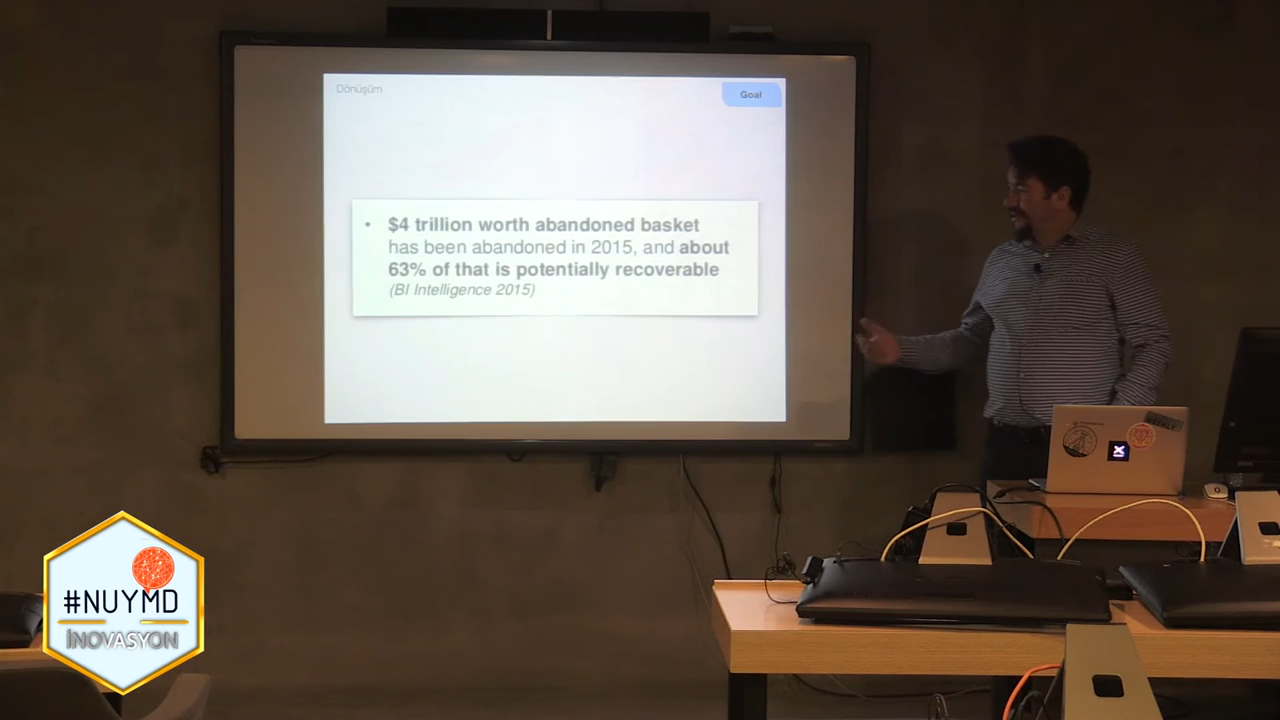 Dönüşüm
Goal
• $4 trillion worth abandoned basket
has been abandoned in 2015, and about
63% of that is potentially recoverable
(BI Intelligence 2015)
WEEKLY
#NUYMD
İNOVASYON